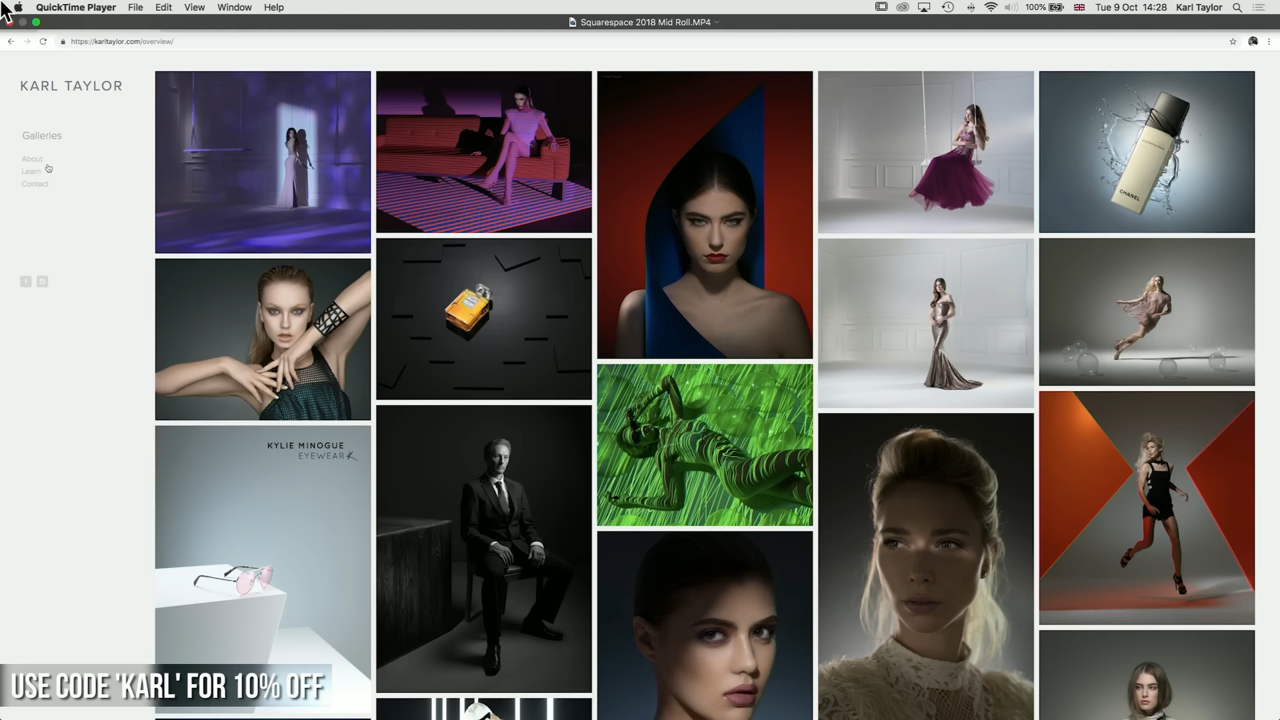 QuickTime Player File Edit View Window Help 100% Tue 9 Oct 14:28 Karl Taylor
Squarespace 2018 Mid Roll.MP4
https://karltaylor.com/overview/
KARL TAYLOR
Galleries
About
Learn
Contact
CHANEL
KYLIE MINOGUE
EYEWEAR K
USE CODE 'KARL' FOR 10% OFF